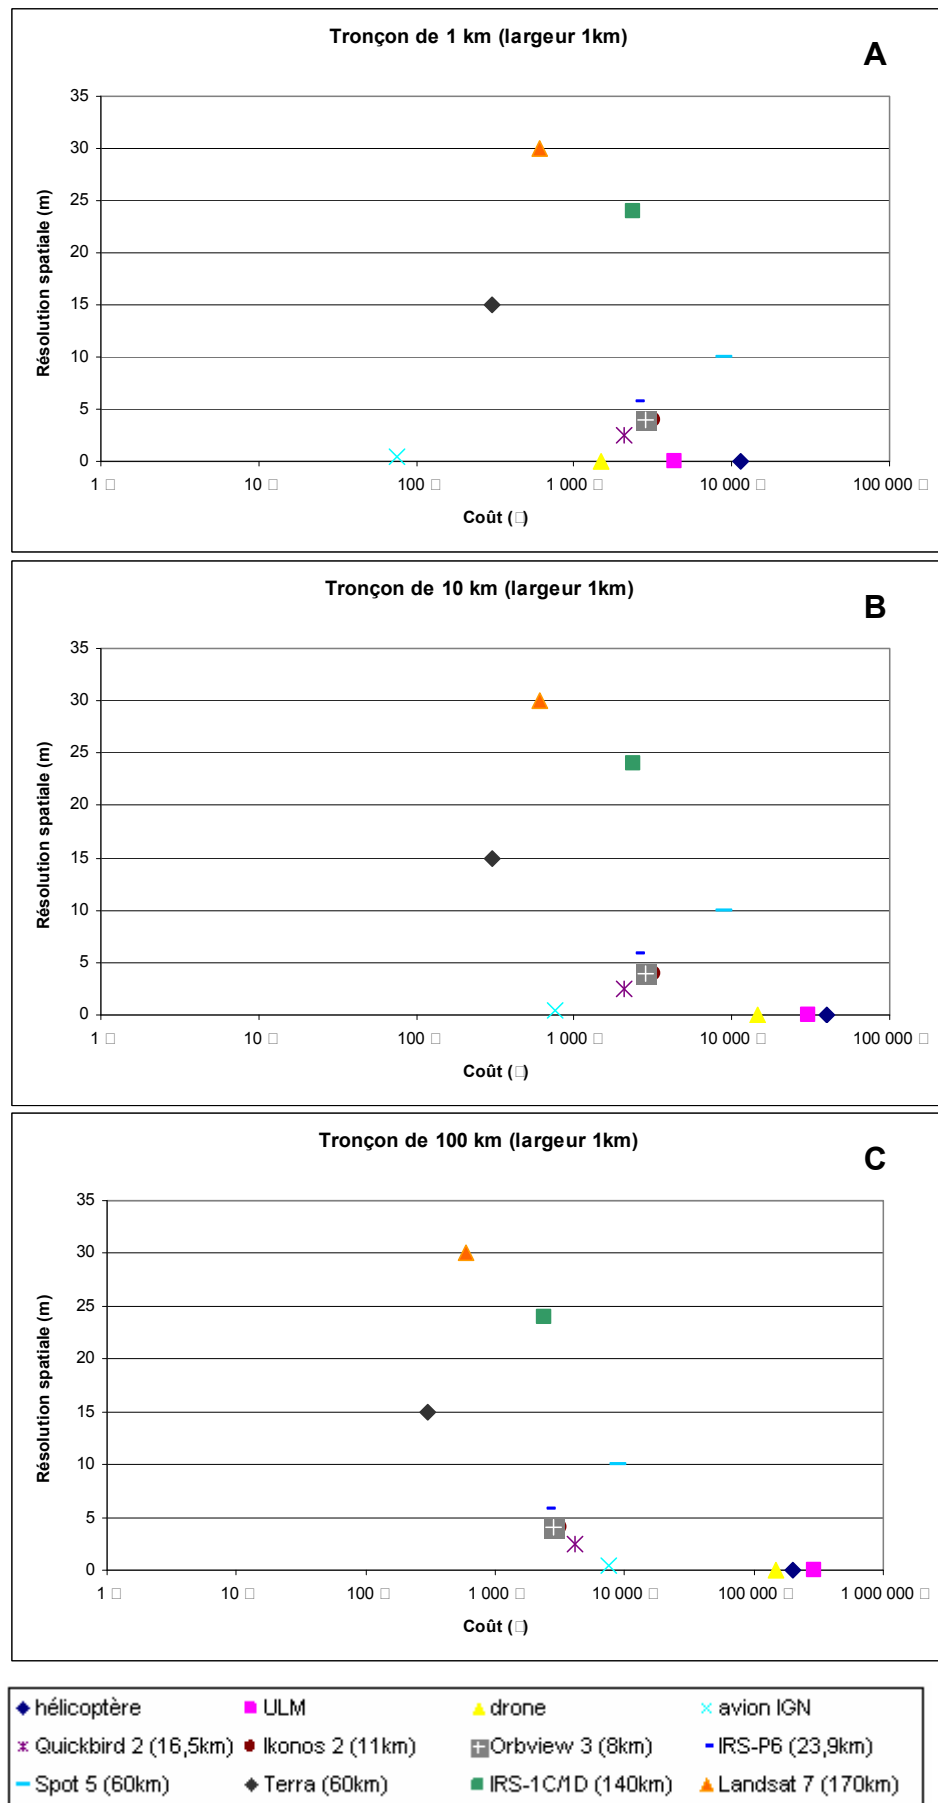 Tronçon de 1 km (largeur 1km)
A
35
30
25
20
15
10
5
0
Résolution spatiale (m)
1 □ 10 □ 100 □ 1 000 □ 10 000 □ 100 000 □
Coût (□)
Tronçon de 10 km (largeur 1km)
B
35
30
25
20
15
10
5
0
Résolution spatiale (m)
1 □ 10 □ 100 □ 1 000 □ 10 000 □ 100 000 □
Coût (□)
Tronçon de 100 km (largeur 1km)
C
35
30
25
20
15
10
5
0
Résolution spatiale (m)
1 □ 10 □ 100 □ 1 000 □ 10 000 □ 100 000 □ 1 000 000 □
Coût (□)
hélicoptère ULM drone avion IGN
Quickbird 2 (16,5km) Ikonos 2 (11km) Orbview 3 (8km) IRS-P6 (23,9km)
Spot 5 (60km) Terra (60km) IRS-1C/1D (140km) Landsat 7 (170km)